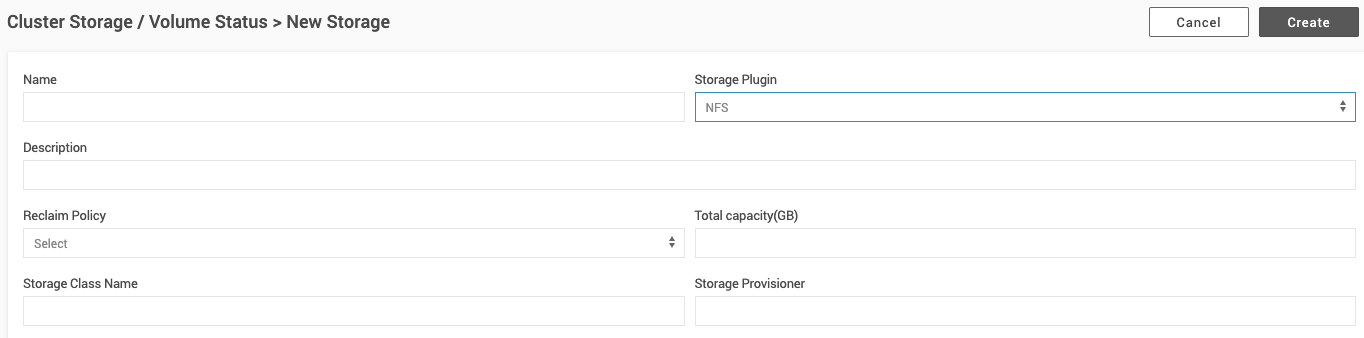 Cluster Storage / Volume Status > New Storage
Cancel
Create
Name
Storage Plugin
NFS
Description
Reclaim Policy
Total capacity(GB)
Select
Storage Class Name
Storage Provisioner